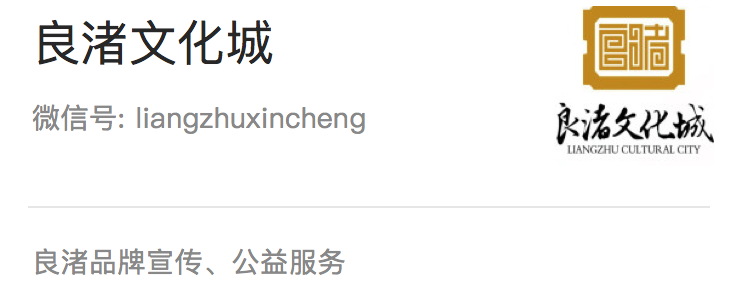 良渚文化城
微信号: liangzhuxincheng
良渚文化城
LIANGZHU CULTURAL CITY
良渚品牌宣传、公益服务